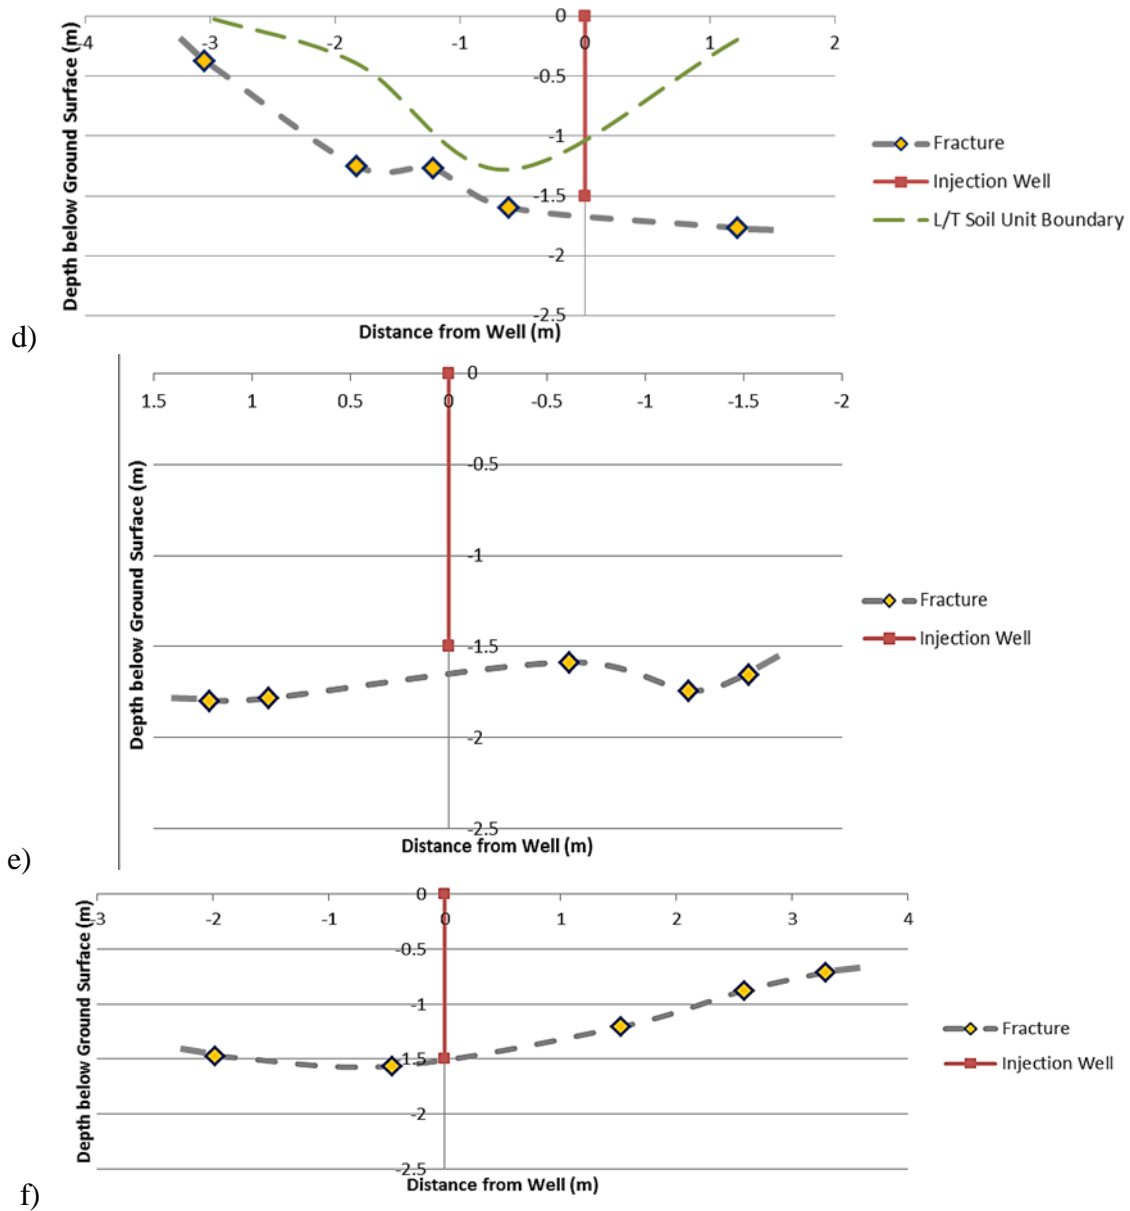 0
-4
-3
-2
-1
0
1
2
-0.5
-1
-1.5
-2
-2.5
Depth below Ground Surface (m)
Distance from Well (m)
Fracture
Injection Well
L/T Soil Unit Boundary
d)
0
1.5
1
0.5
0
-0.5
-1
-1.5
-2
-0.5
-1
-1.5
-2
-2.5
Depth below Ground Surface (m)
Distance from Well (m)
Fracture
Injection Well
e)
0
-3
-2
-1
0
1
2
3
4
-0.5
-1
-1.5
-2
-2.5
Depth below Ground Surface (m)
Distance from Well (m)
Fracture
Injection Well
f)